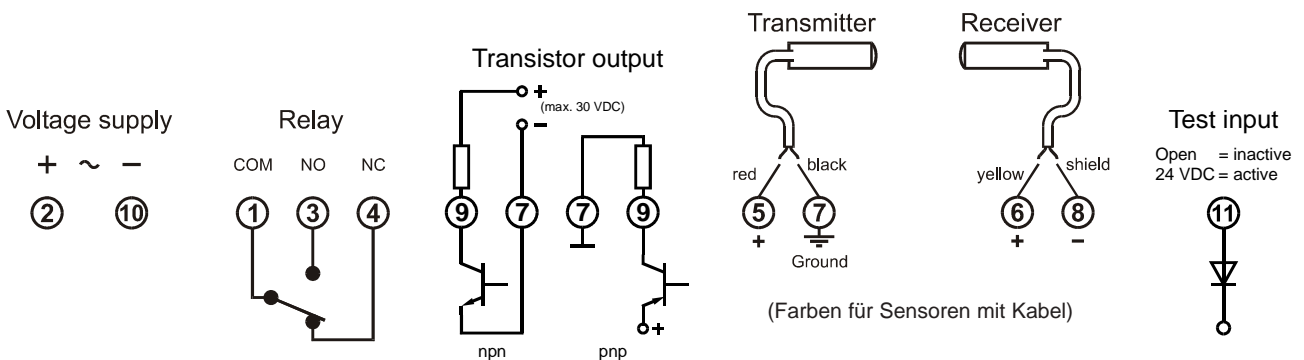 Voltage supply
+ ~ −
2 10
Relay
COM NO NC
1 3 4
Transistor output
+
(max. 30 VDC)
−
9 7 7 9
+
npn pnp
Transmitter
red black
5 7
+
Ground
Receiver
yellow shield
6 8
+ −
(Farben für Sensoren mit Kabel)
Test input
Open = inactive
24 VDC = active
11